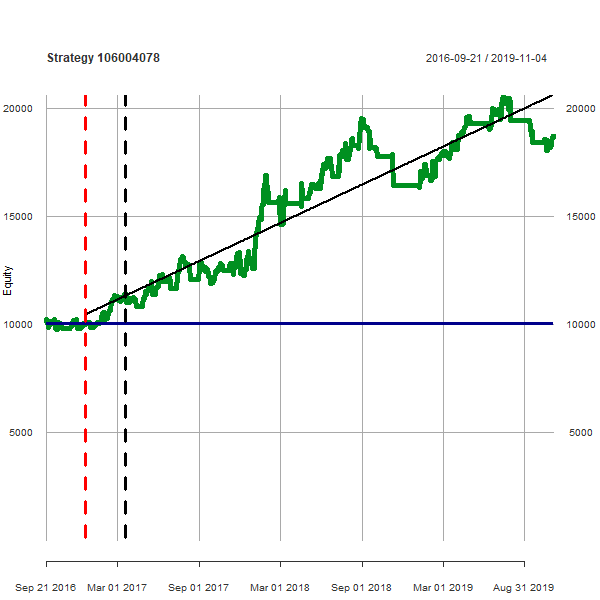 Strategy 106004078
2016-09-21 / 2019-11-04
20000
20000
15000
15000
Equity
10000
10000
5000
5000
Sep 21 2016
Mar 01 2017
Sep 01 2017
Mar 01 2018
Sep 01 2018
Mar 01 2019
Aug 31 2019